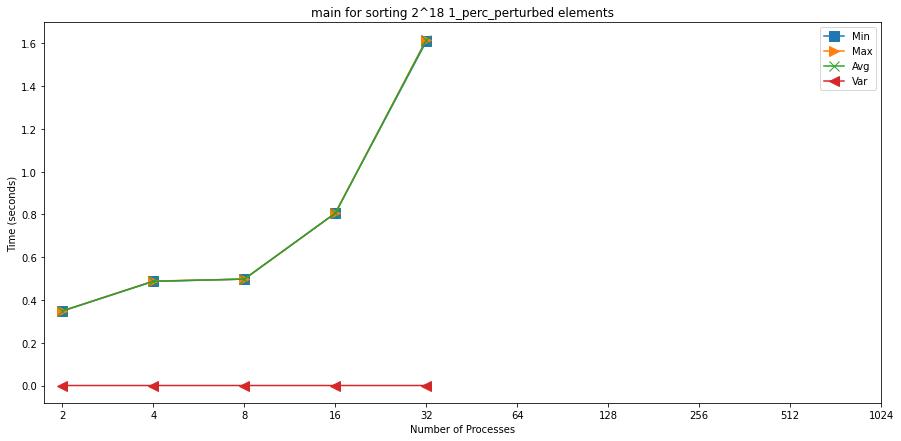 main for sorting 2^18 1_perc_perturbed elements
Min
Max
Avg
Var
Time (seconds)
1.6
1.4
1.2
1.0
0.8
0.6
0.4
0.2
0.0
2 4 8 16 32 64 128 256 512 1024
Number of Processes